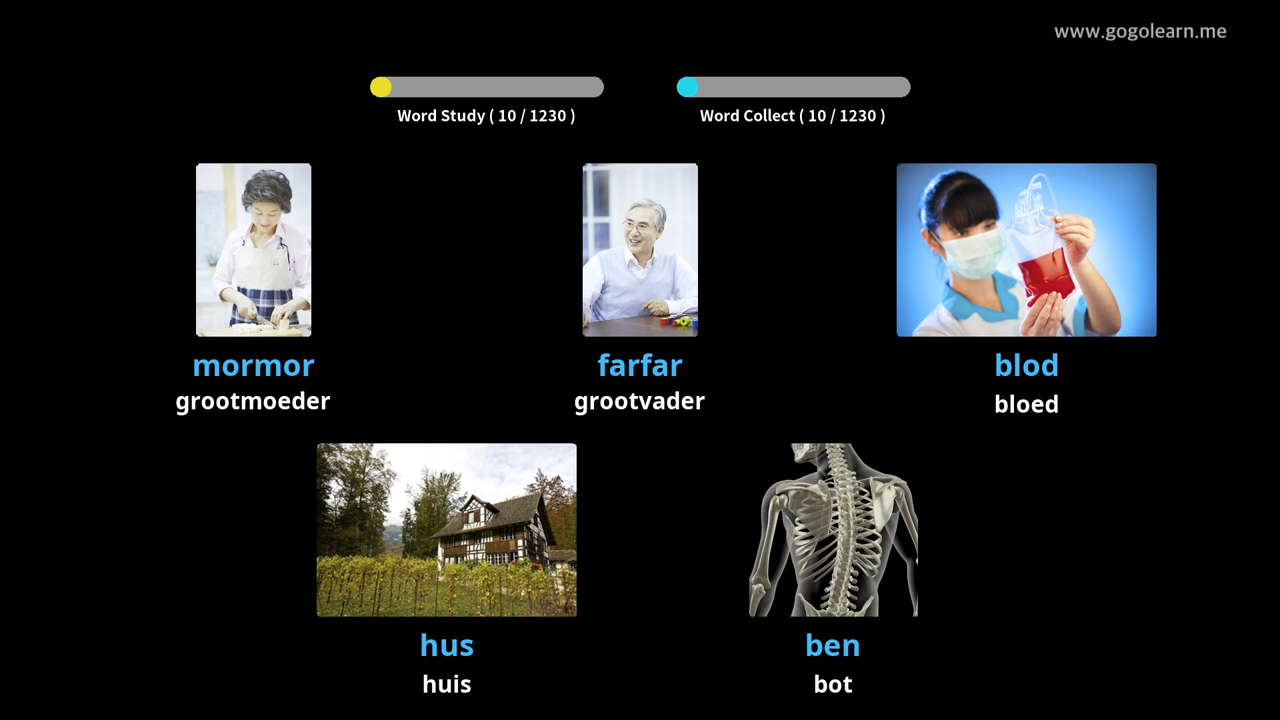 www.gogolearn.me
Word Study ( 10 / 1230 )
Word Collect ( 10 / 1230 )
mormor
grootmoeder
farfar
grootvader
blod
bloed
hus
huis
ben
bot